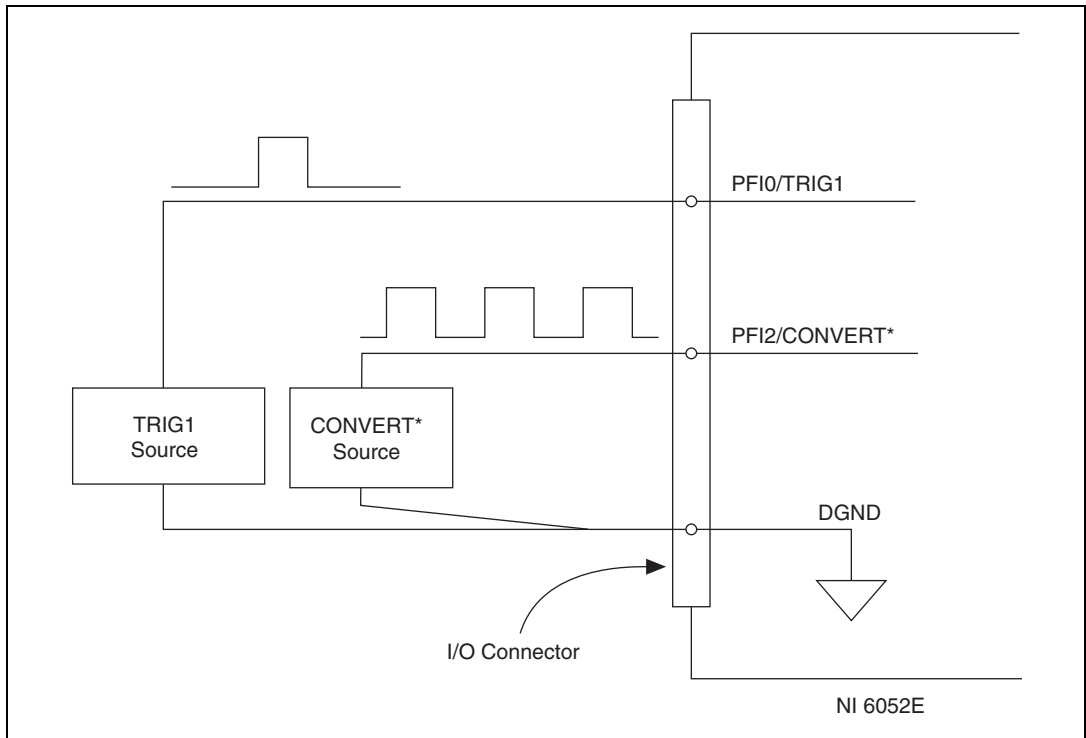 PFI0/TRIG1
PFI2/CONVERT*
TRIG1
Source
CONVERT*
Source
DGND
I/O Connector
NI 6052E